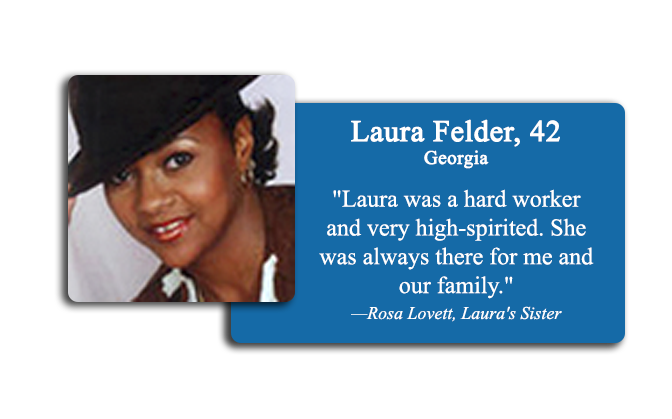 Laura Felder, 42
Georgia
"Laura was a hard worker
and very high-spirited. She
was always there for me and
our family."
—Rosa Lovett, Laura's Sister